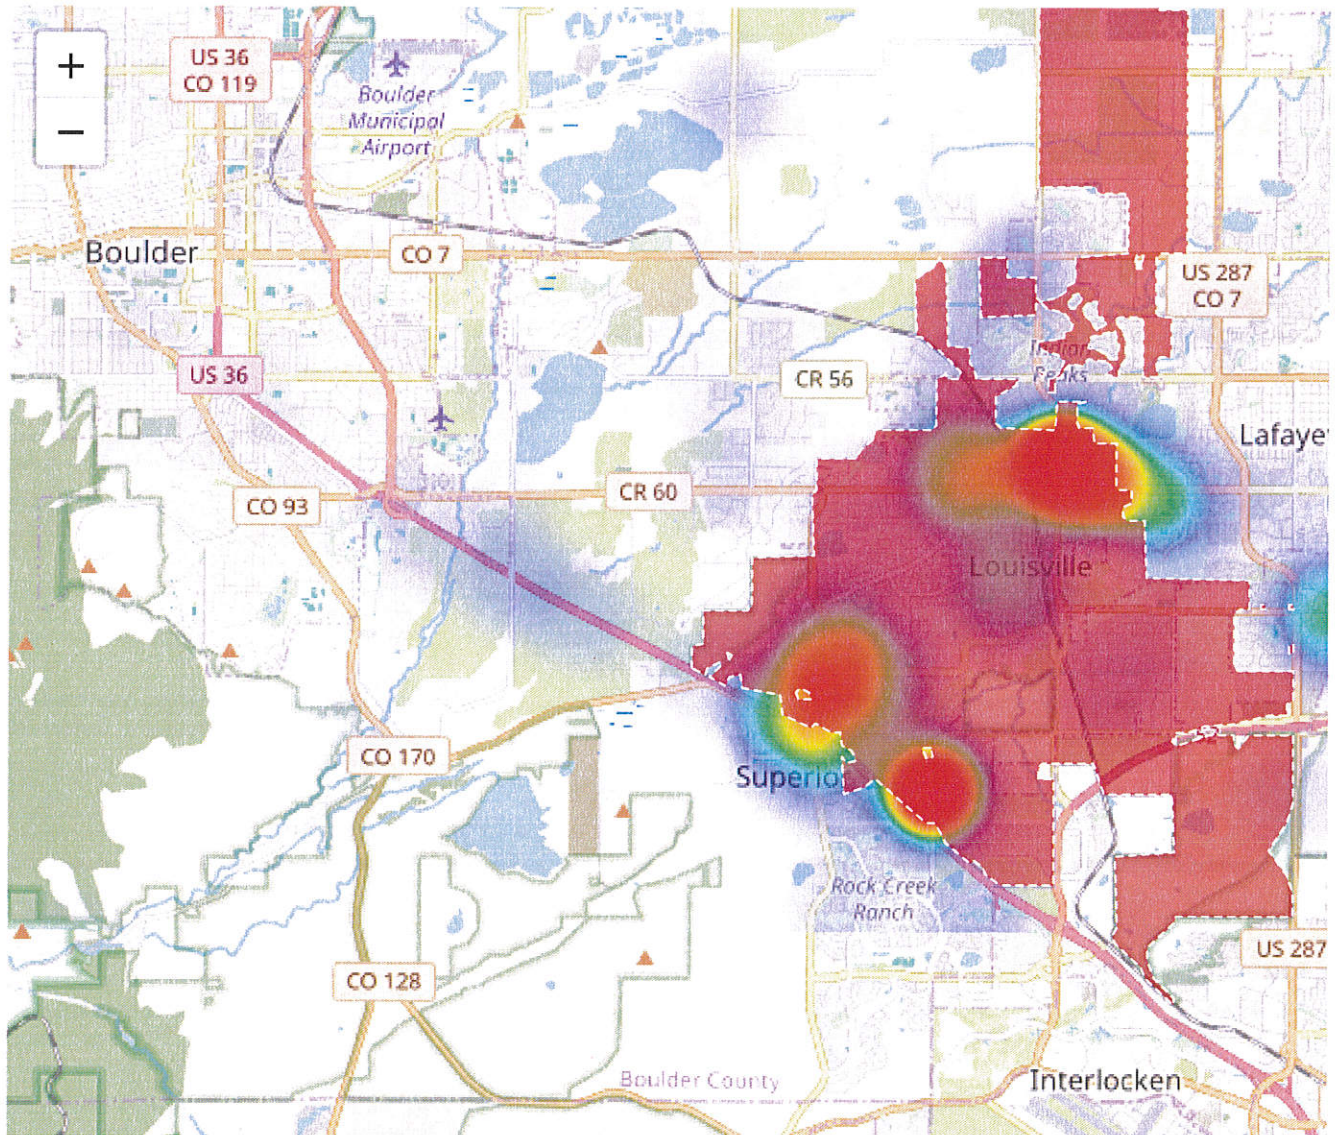 +
−
US 36
CO 119
Boulder
Municipal
Airport
Boulder
CO 7
US 287
CO 7
Indian
Peaks
US 36
CR 56
Lafaye
CR 60
CO 93
Louisville
CO 170
Superio
Rock Creek
Ranch
US 287
CO 128
Boulder County
Interlocken